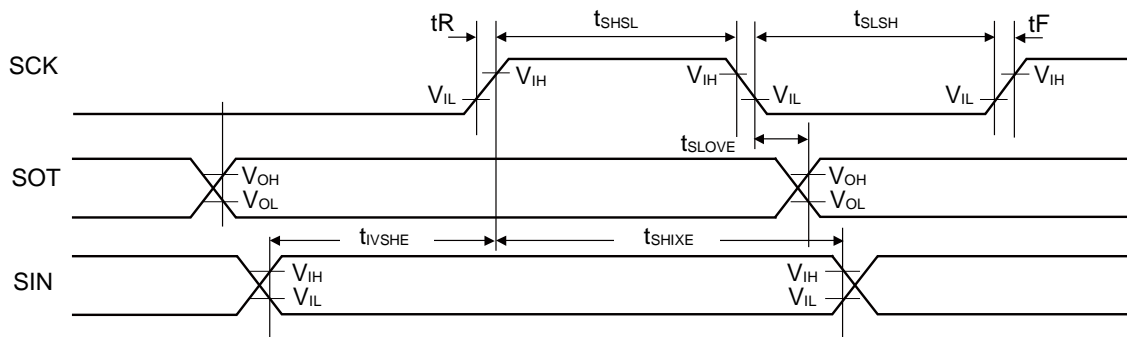 tR tSHSL tSLSH tF
SCK
VIH VIH VIH
VIL VIL VIL
tSLOVE
SOT
VOH VOH
VOL VOL
tIVSHE tSHIXE
SIN
VIH VIH
VIL VIL